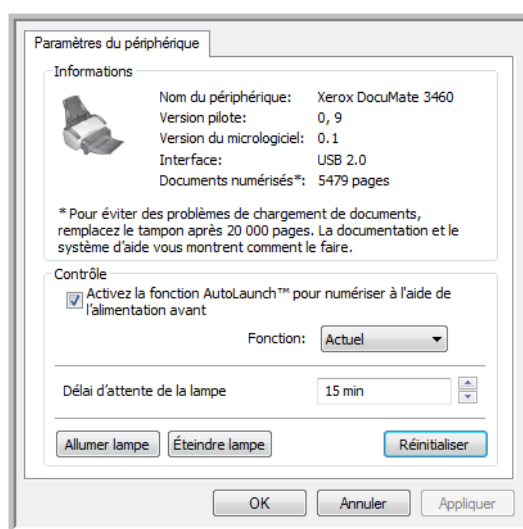 Paramètres du périphérique
Informations
Nom du périphérique: Xerox DocuMate 3460
Version pilote: 0, 9
Version du micrologiciel: 0.1
Interface: USB 2.0
Documents numérisés*: 5479 pages
* Pour éviter des problèmes de chargement de documents,
remplacez le tampon après 20 000 pages. La documentation et le
système d'aide vous montrent comment le faire.
Contrôle
Activez la fonction AutoLaunch™ pour numériser à l'aide de
l'alimentation avant
Fonction: Actuel
Délai d'attente de la lampe 15 min
Allumer lampe Éteindre lampe Réinitialiser
OK Annuler Appliquer